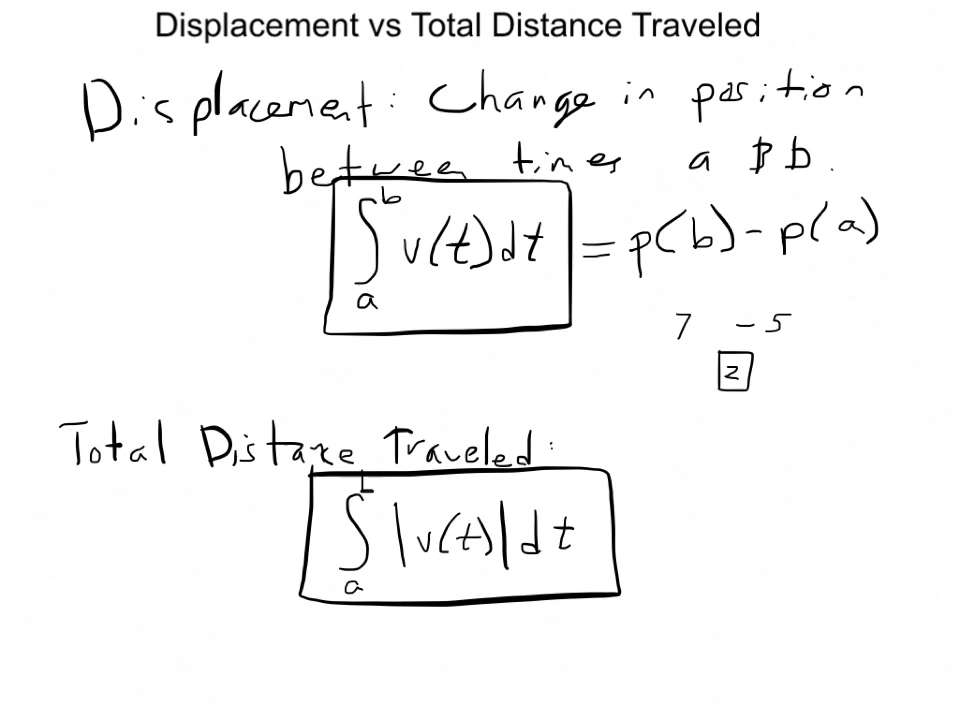 Displacement vs Total Distance Traveled
Displacement: Change in position
between times a & b.
∫_a^b v(t)dt = p(b) - p(a)
7 - 5
2
Total Distance Traveled:
∫_a^b |v(t)|dt